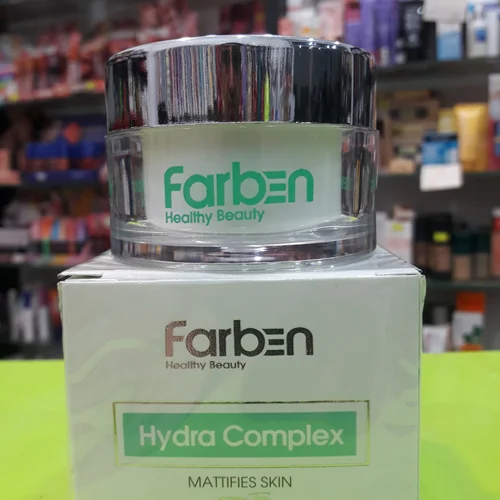 Farben
Healthy Beauty
Farben
Healthy Beauty
Hydra Complex
MATTIFIES SKIN